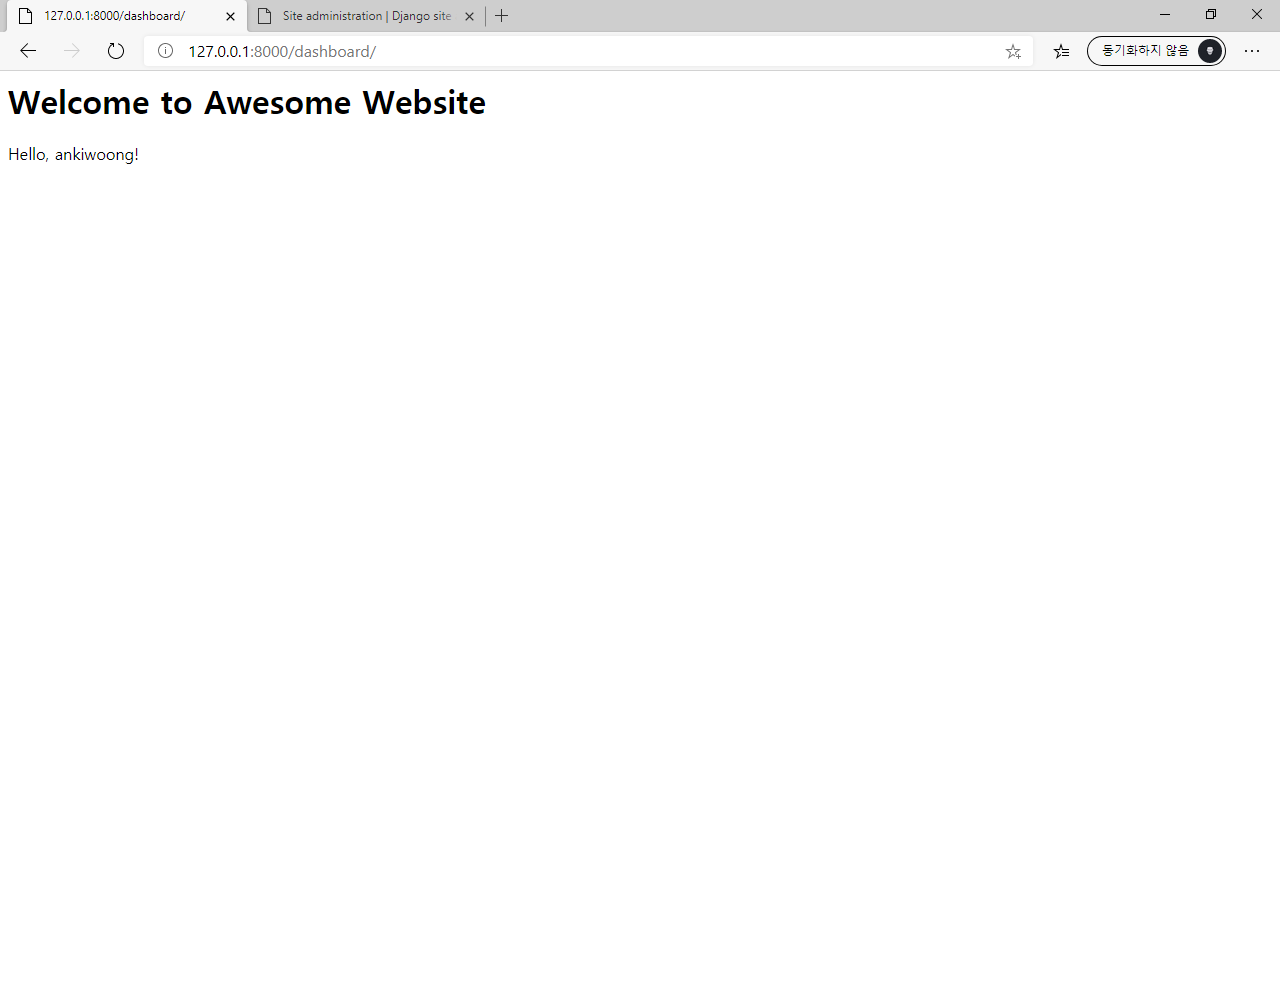 127.0.0.1:8000/dashboard/
Site administration | Django site
127.0.0.1:8000/dashboard/
동기화하지 않음
Welcome to Awesome Website
Hello, ankiwoong!